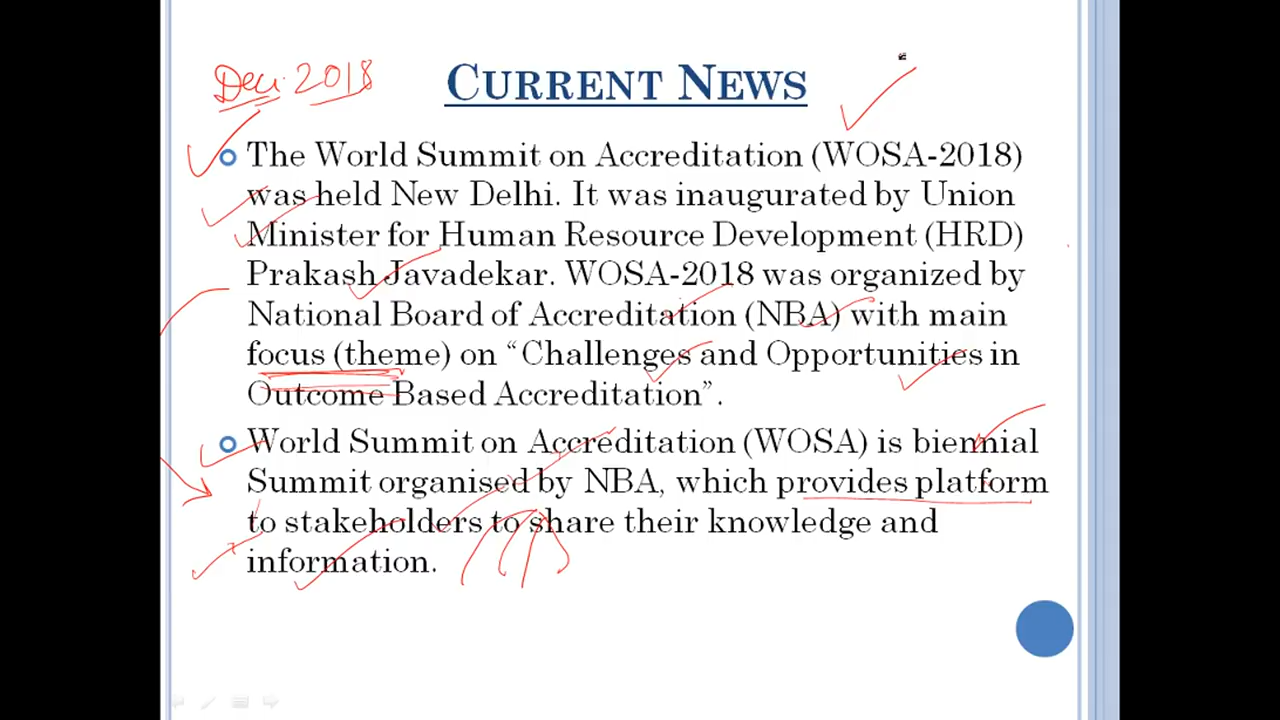 Dec. 2018
CURRENT NEWS
The World Summit on Accreditation (WOSA-2018)
was held New Delhi. It was inaugurated by Union
Minister for Human Resource Development (HRD)
Prakash Javadekar. WOSA-2018 was organized by
National Board of Accreditation (NBA) with main
focus (theme) on “Challenges and Opportunities in
Outcome Based Accreditation”.
World Summit on Accreditation (WOSA) is biennial
Summit organised by NBA, which provides platform
to stakeholders to share their knowledge and
information.